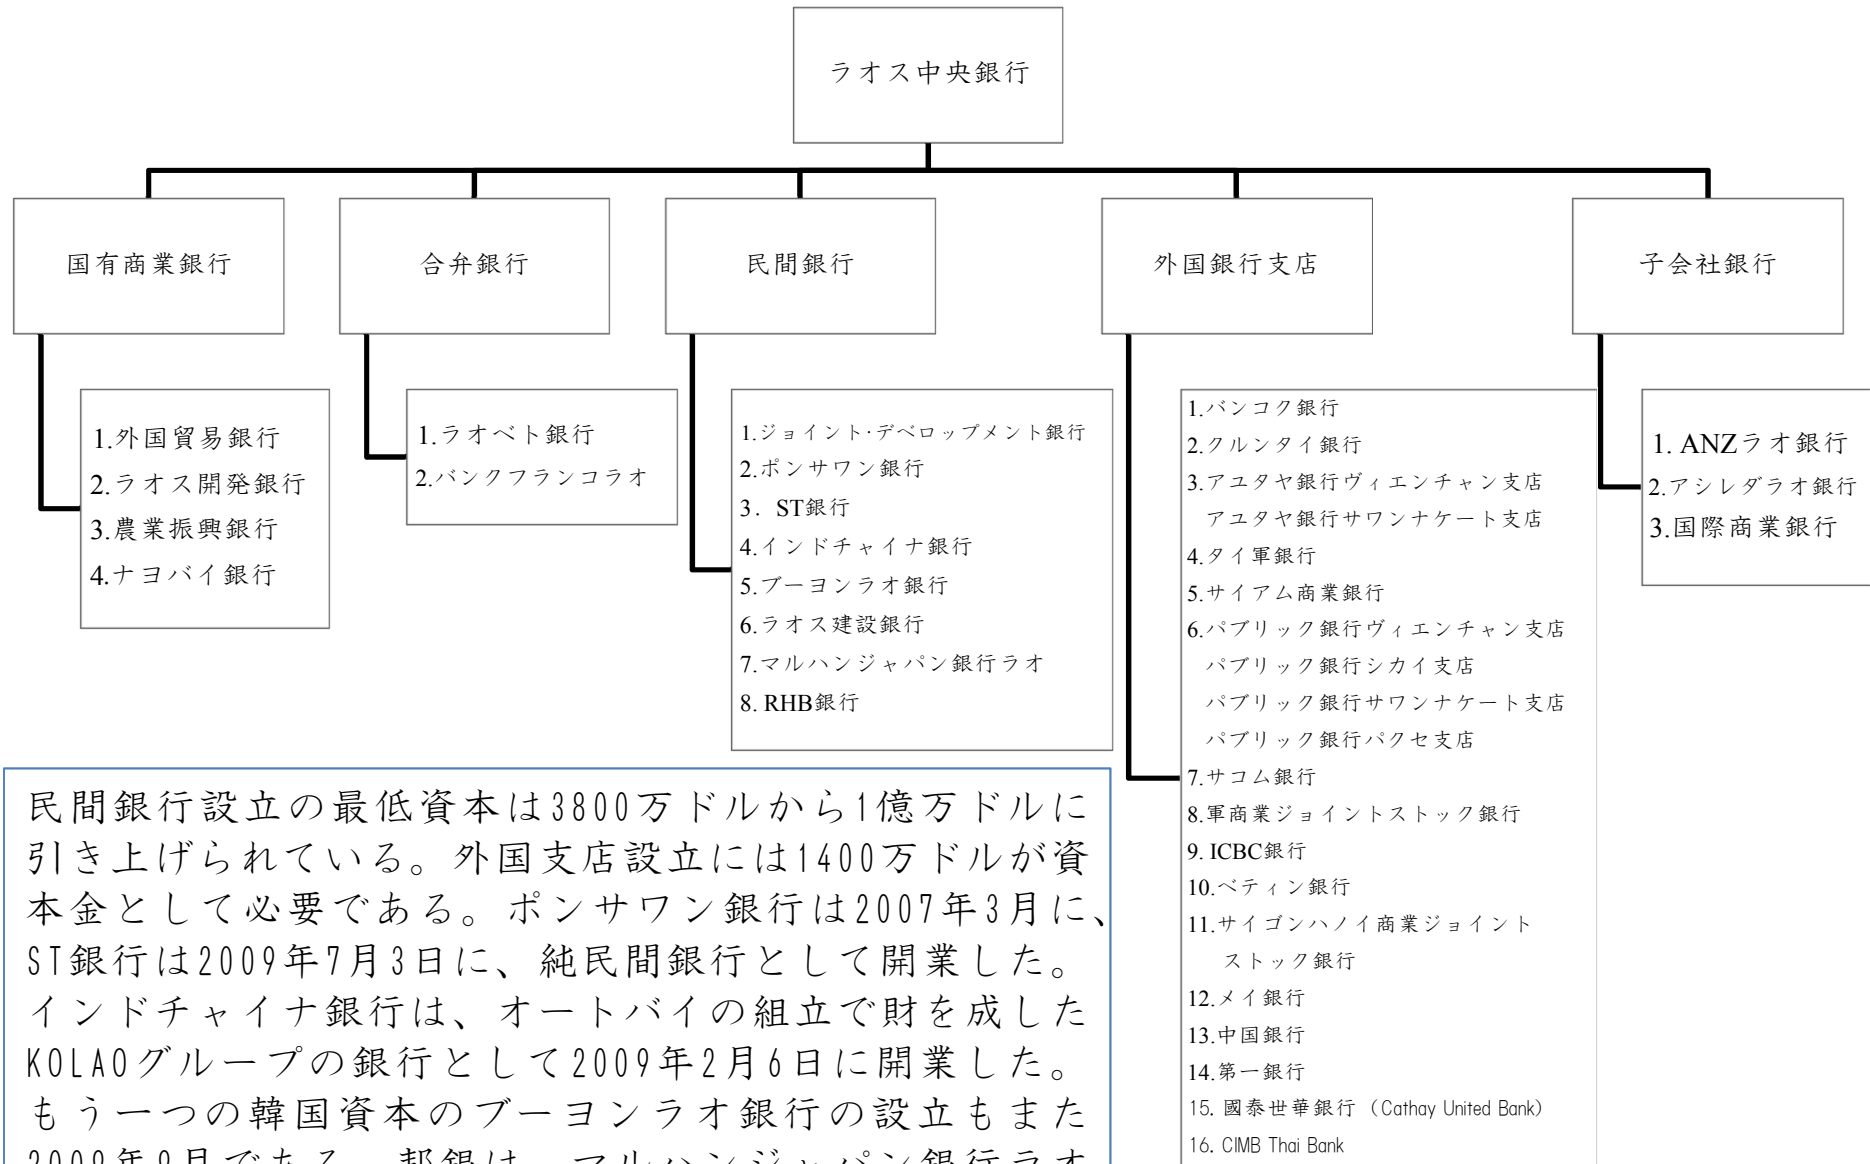 ラオス中央銀行
国有商業銀行
合弁銀行
民間銀行
外国銀行支店
子会社銀行
1.外国貿易銀行
2.ラオス開発銀行
3.農業振興銀行
4.ナヨバイ銀行
1.ラオベト銀行
2.バンクフランコラオ
1.ジョイント・デベロップメント銀行
2.ポンサワン銀行
3. ST銀行
4.インドチャイナ銀行
5.ブーヨンラオ銀行
6.ラオス建設銀行
7.マルハンジャパン銀行ラオ
8. RHB銀行
1.バンコク銀行
2.クルンタイ銀行
3.アユタヤ銀行ヴィエンチャン支店
アユタヤ銀行サワンナケート支店
4.タイ軍銀行
5.サイアム商業銀行
6.パブリック銀行ヴィエンチャン支店
パブリック銀行シカイ支店
パブリック銀行サワンナケート支店
パブリック銀行パクセ支店
7.サコム銀行
8.軍商業ジョイントストック銀行
9. ICBC銀行
10.ベティン銀行
11.サイゴンハノイ商業ジョイント
ストック銀行
12.メイ銀行
13.中国銀行
14.第一銀行
15. 國泰世華銀行（Cathay United Bank）
16. CIMB Thai Bank
1. ANZラオ銀行
2.アシレダラオ銀行
3.国際商業銀行
民間銀行設立の最低資本は3800万ドルから1億万ドルに
引き上げられている。外国支店設立には1400万ドルが資
本金として必要である。ポンサワン銀行は2007年3月に、
ST銀行は2009年7月3日に、純民間銀行として開業した。
インドチャイナ銀行は、オートバイの組立で財を成した
KOLAOグループの銀行として2009年2月6日に開業した。
もう一つの韓国資本のブーヨンラオ銀行の設立もまた
月である。邦銀は、マルハンジャパン銀行ラオ